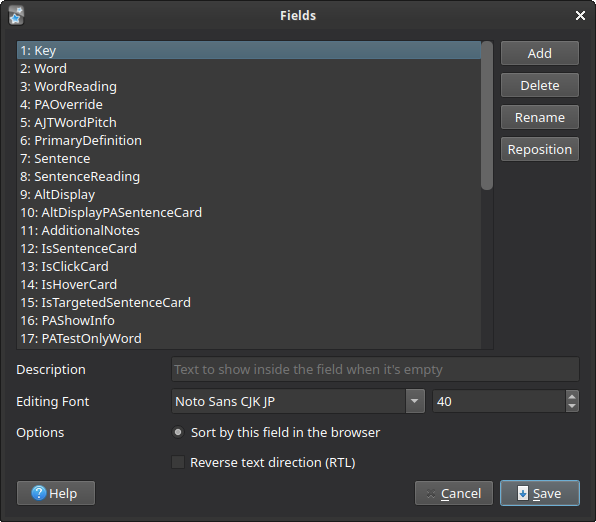 Fields
1: Key
2: Word
3: WordReading
4: PAOverride
5: AJTWordPitch
6: PrimaryDefinition
7: Sentence
8: SentenceReading
9: AltDisplay
10: AltDisplayPASentenceCard
11: AdditionalNotes
12: IsSentenceCard
13: IsClickCard
14: IsHoverCard
15: IsTargetedSentenceCard
16: PAShowInfo
17: PATestOnlyWord
Add
Delete
Rename
Reposition
Description Text to show inside the field when it's empty
Editing Font Noto Sans CJK JP 40
Options Sort by this field in the browser
Reverse text direction (RTL)
Help Cancel Save